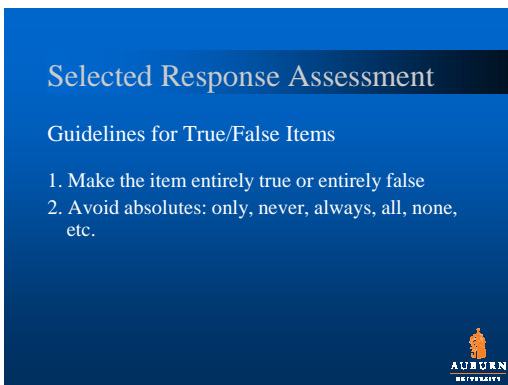 Selected Response Assessment
Guidelines for True/False Items
1. Make the item entirely true or entirely false
2. Avoid absolutes: only, never, always, all, none,
etc.
AUBURN
UNIVERSITY